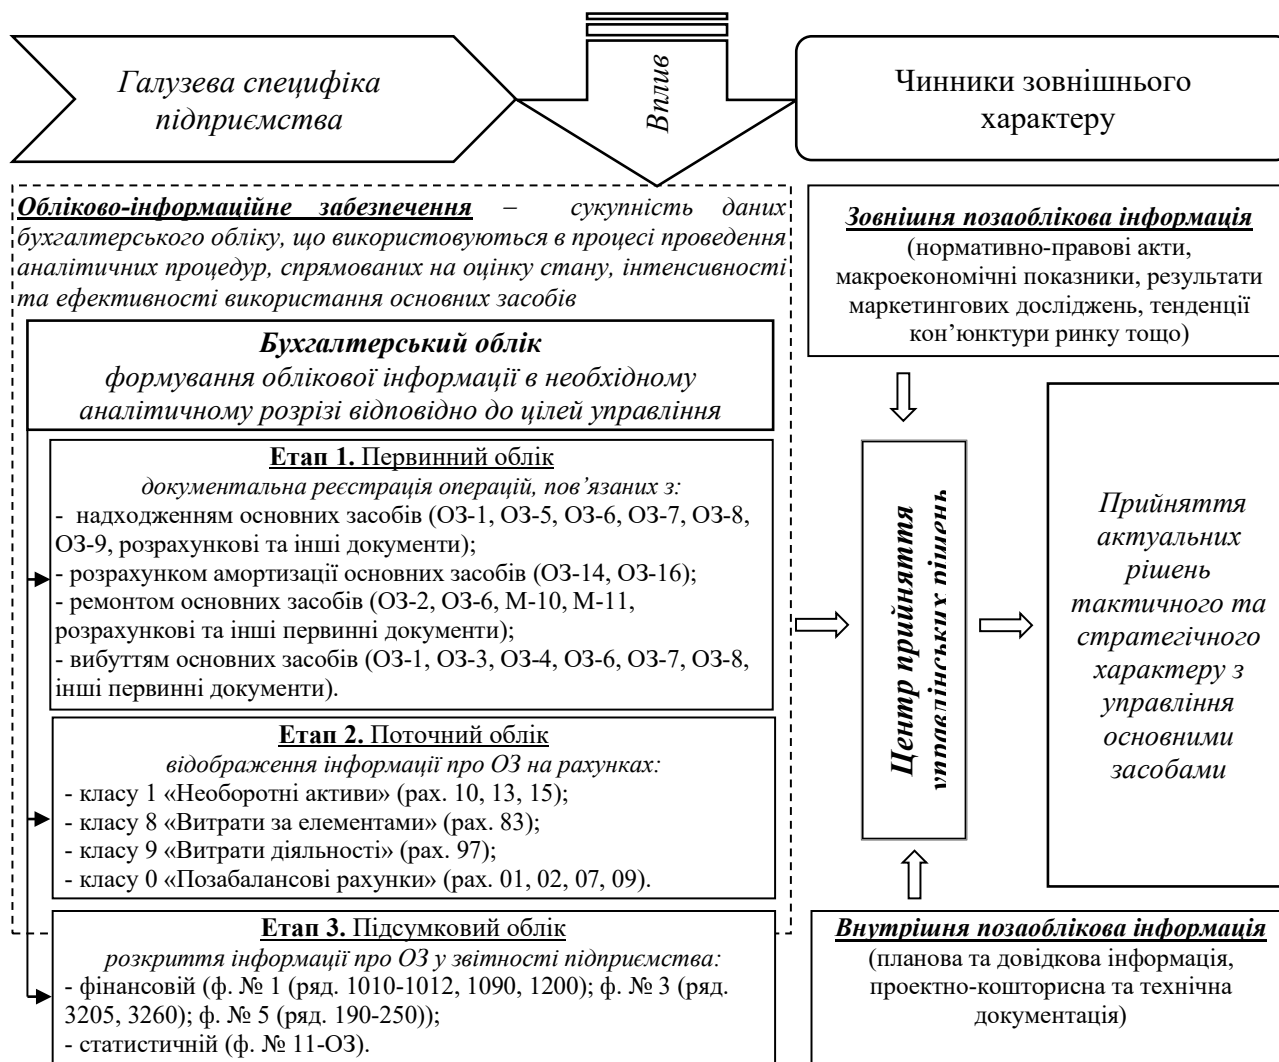 Галузева специфіка
підприємства
Вплив
Чинники зовнішнього
характеру
Обліково-інформаційне забезпечення – сукупність даних
бухгалтерського обліку, що використовуються в процесі проведення
аналітичних процедур, спрямованих на оцінку стану, інтенсивності
та ефективності використання основних засобів
Бухгалтерський облік
формування облікової інформації в необхідному
аналітичному розрізі відповідно до цілей управління
Етап 1. Первинний облік
документальна реєстрація операцій, пов’язаних з:
- надходженням основних засобів (ОЗ-1, ОЗ-5, ОЗ-6, ОЗ-7, ОЗ-8,
ОЗ-9, розрахункові та інші документи);
- розрахунком амортизації основних засобів (ОЗ-14, ОЗ-16);
- ремонтом основних засобів (ОЗ-2, ОЗ-6, М-10, М-11,
розрахункові та інші первинні документи);
- вибуттям основних засобів (ОЗ-1, ОЗ-3, ОЗ-4, ОЗ-6, ОЗ-7, ОЗ-8,
інші первинні документи).
Етап 2. Поточний облік
відображення інформації про ОЗ на рахунках:
- класу 1 «Необоротні активи» (рах. 10, 13, 15);
- класу 8 «Витрати за елементами» (рах. 83);
- класу 9 «Витрати діяльності» (рах. 97);
- класу 0 «Позабалансові рахунки» (рах. 01, 02, 07, 09).
Етап 3. Підсумковий облік
розкриття інформації про ОЗ у звітності підприємства:
- фінансовій (ф. № 1 (ряд. 1010-1012, 1090, 1200); ф. № 3 (ряд.
3205, 3260); ф. № 5 (ряд. 190-250));
- статистичній (ф. № 11-ОЗ).
Зовнішня позаоблікова інформація
(нормативно-правові акти,
макроекономічні показники, результати
маркетингових досліджень, тенденції
кон’юнктури ринку тощо)
Центр прийняття
управлінських рішень
Прийняття
актуальних
рішень
тактичного та
стратегічного
характеру з
управління
основними
засобами
Внутрішня позаоблікова інформація
(планова та довідкова інформація,
проектно-кошторисна та технічна
документація)